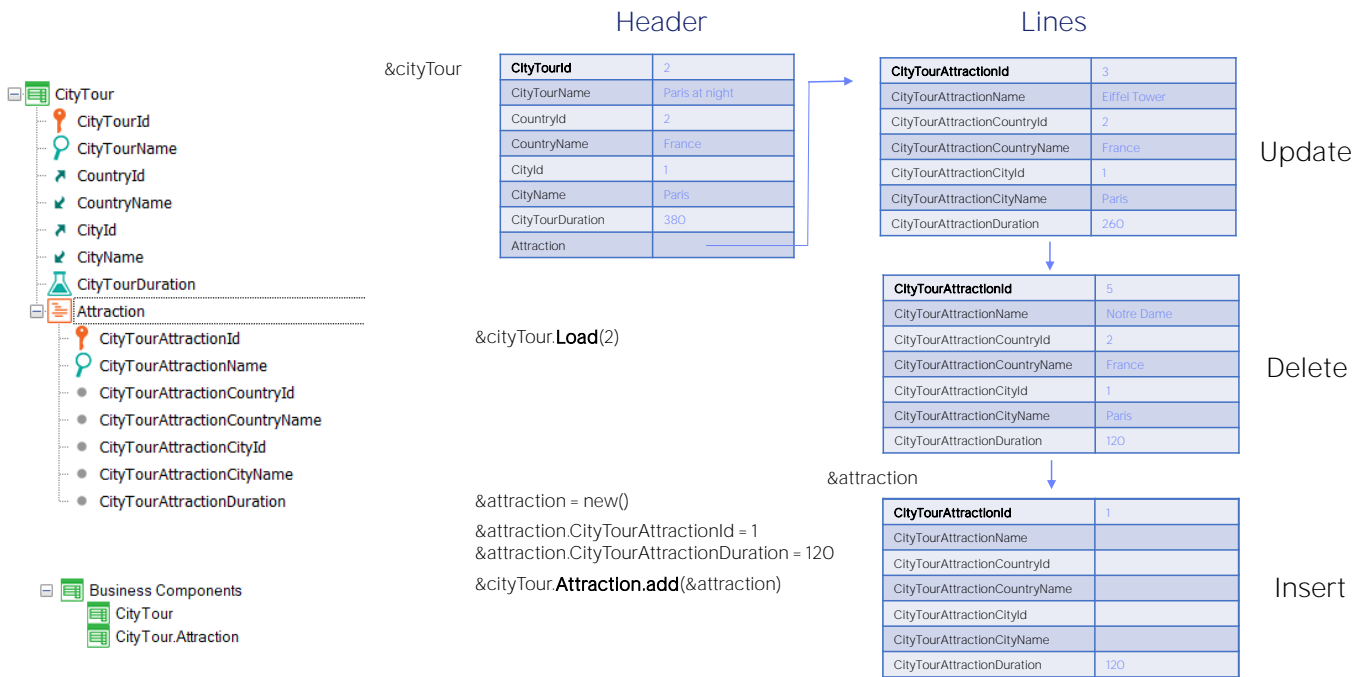 Header
Lines
&cityTour
CityTour
CityTourId
CityTourName
CountryId
CountryName
CityId
CityName
CityTourDuration
Attraction
CityTourAttractionId
CityTourAttractionName
CityTourAttractionCountryId
CityTourAttractionCountryName
CityTourAttractionCityId
CityTourAttractionCityName
CityTourAttractionDuration
Business Components
CityTour
CityTour.Attraction
CityTourId 2
CityTourName Paris at night
CountryId 2
CountryName France
CityId 1
CityName Paris
CityTourDuration 380
Attraction
&cityTour.Load(2)
&attraction = new()
&attraction.CityTourAttractionId = 1
&attraction.CityTourAttractionDuration = 120
&cityTour.Attraction.add(&attraction)
CityTourAttractionId 3
CityTourAttractionName Eiffel Tower
CityTourAttractionCountryId 2
CityTourAttractionCountryName France
CityTourAttractionCityId 1
CityTourAttractionCityName Paris
CityTourAttractionDuration 260
Update
CityTourAttractionId 5
CityTourAttractionName Notre Dame
CityTourAttractionCountryId 2
CityTourAttractionCountryName France
CityTourAttractionCityId 1
CityTourAttractionCityName Paris
CityTourAttractionDuration 120
Delete
&attraction
CityTourAttractionId 1
CityTourAttractionName
CityTourAttractionCountryId
CityTourAttractionCountryName
CityTourAttractionCityId
CityTourAttractionCityName
CityTourAttractionDuration 120
Insert